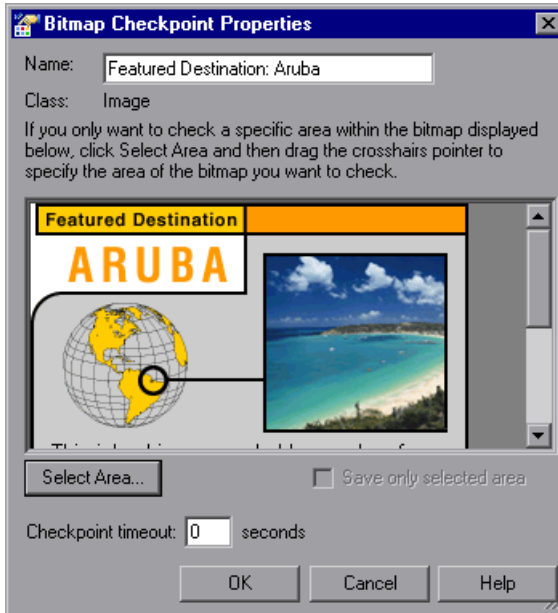 Bitmap Checkpoint Properties
Name: Featured Destination: Aruba
Class: Image
If you only want to check a specific area within the bitmap displayed
below, click Select Area and then drag the crosshairs pointer to
specify the area of the bitmap you want to check.
Featured Destination
ARUBA
Select Area...
Save only selected area
Checkpoint timeout: 0 seconds
OK Cancel Help